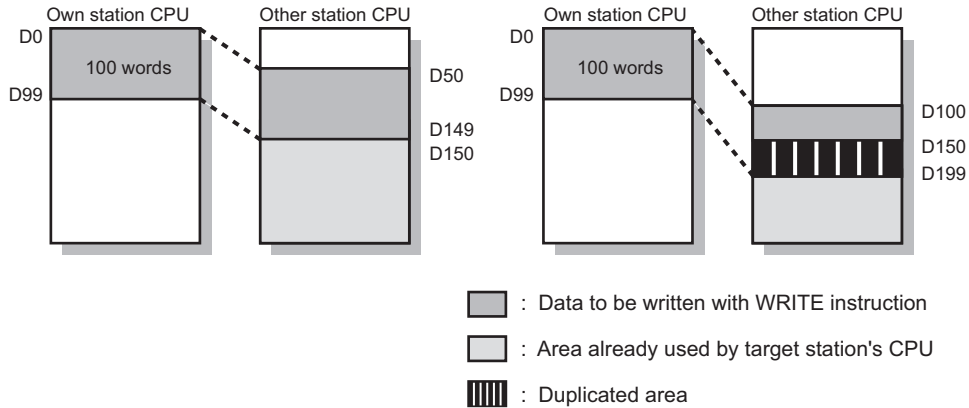 Own station CPU
Other station CPU
D0
100 words
D99
D50
D149
D150
Own station CPU
Other station CPU
D0
100 words
D99
D100
D150
D199
: Data to be written with WRITE instruction
: Area already used by target station's CPU
: Duplicated area